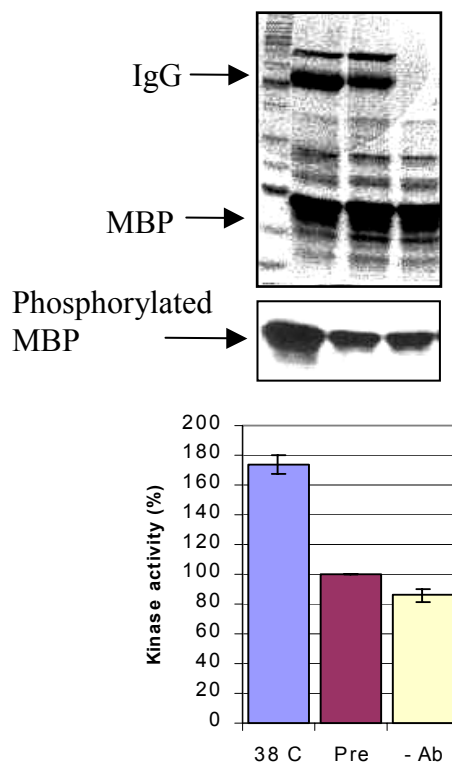 IgG
MBP
Phosphorylated
MBP
200
180
160
140
120
100
80
60
40
20
0
Kinase activity (%)
38 C Pre - Ab